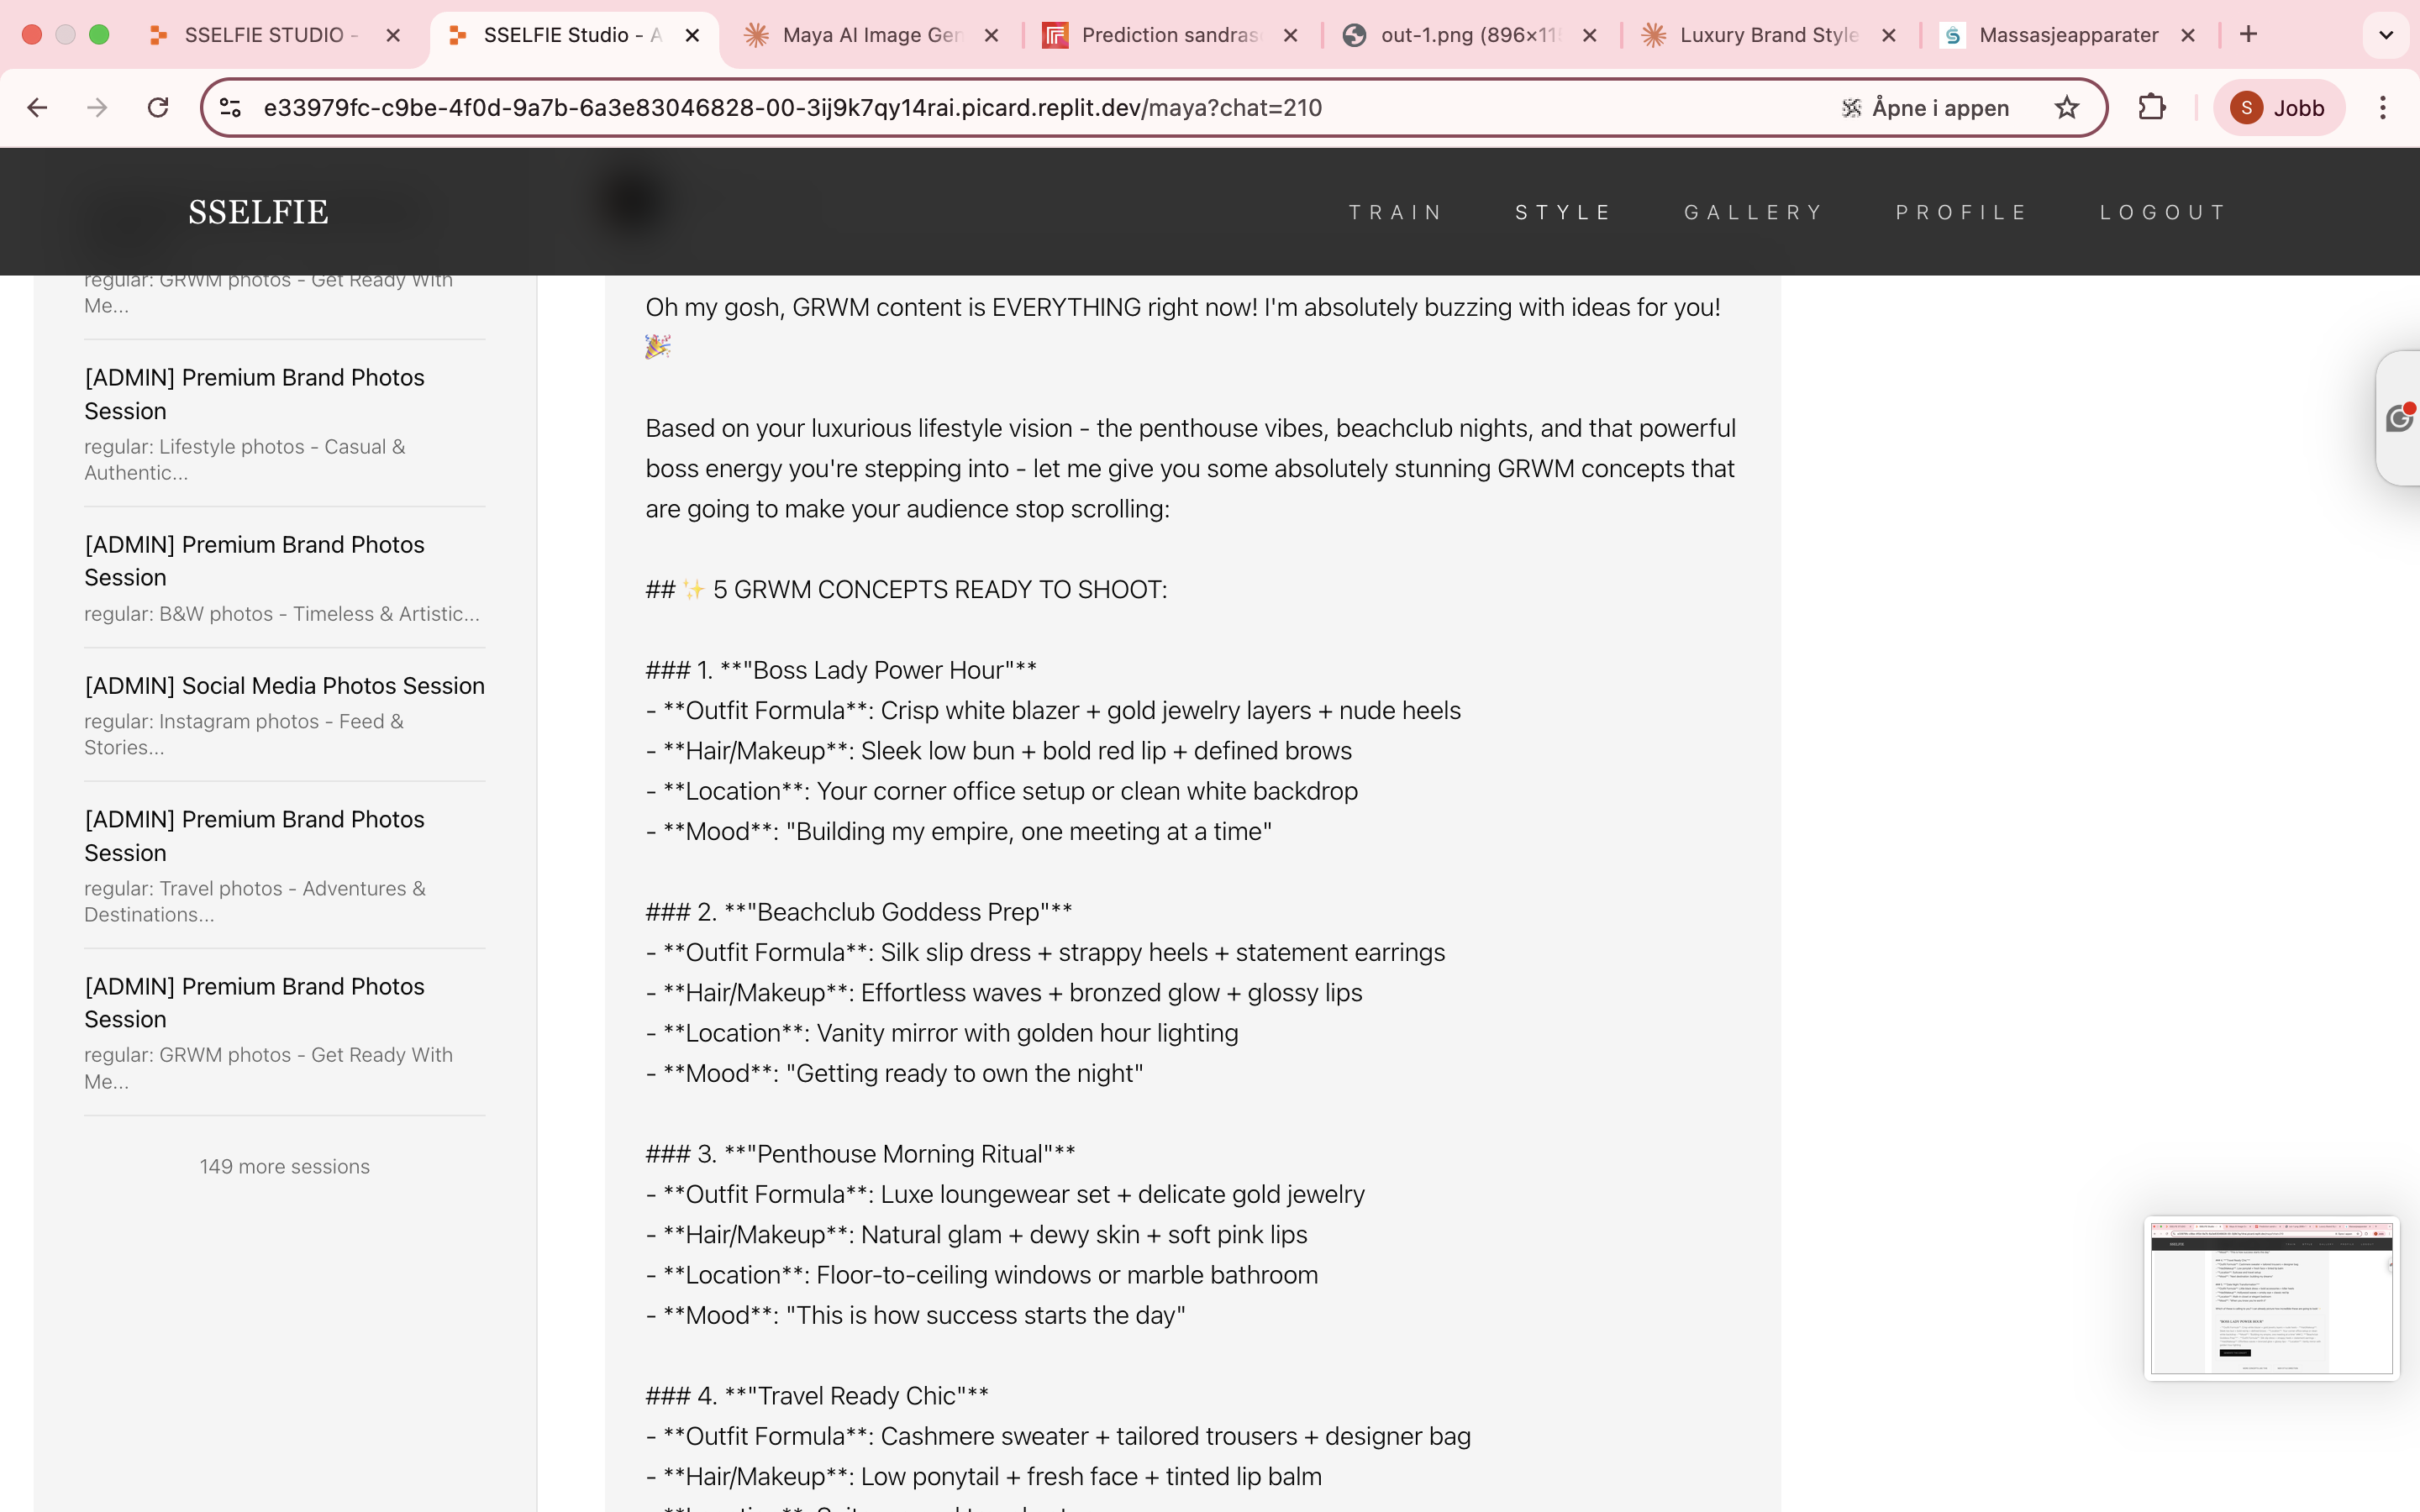 SSELFIE STUDIO -
SSELFIE Studio - A
Maya AI Image Gen
Prediction sandras
out-1.png (896×115
Luxury Brand Style
Massasjeapparater
e33979fc-c9be-4f0d-9a7b-6a3e83046828-00-3ij9k7qy14rai.picard.replit.dev/maya?chat=210
Åpne i appen
S
Jobb
SSELFIE
TRAIN
STYLE
GALLERY
PROFILE
LOGOUT
regular: GRWM photos - Get Ready With
Me...
[ADMIN] Premium Brand Photos
Session
regular: Lifestyle photos - Casual &
Authentic...
[ADMIN] Premium Brand Photos
Session
regular: B&W photos - Timeless & Artistic...
[ADMIN] Social Media Photos Session
regular: Instagram photos - Feed &
Stories...
[ADMIN] Premium Brand Photos
Session
regular: Travel photos - Adventures &
Destinations...
[ADMIN] Premium Brand Photos
Session
regular: GRWM photos - Get Ready With
Me...
149 more sessions
Oh my gosh, GRWM content is EVERYTHING right now! I'm absolutely buzzing with ideas for you!
🎉
Based on your luxurious lifestyle vision - the penthouse vibes, beachclub nights, and that powerful
boss energy you're stepping into - let me give you some absolutely stunning GRWM concepts that
are going to make your audience stop scrolling:
## ✨ 5 GRWM CONCEPTS READY TO SHOOT:
### 1. **"Boss Lady Power Hour"**
- **Outfit Formula**: Crisp white blazer + gold jewelry layers + nude heels
- **Hair/Makeup**: Sleek low bun + bold red lip + defined brows
- **Location**: Your corner office setup or clean white backdrop
- **Mood**: "Building my empire, one meeting at a time"
### 2. **"Beachclub Goddess Prep"**
- **Outfit Formula**: Silk slip dress + strappy heels + statement earrings
- **Hair/Makeup**: Effortless waves + bronzed glow + glossy lips
- **Location**: Vanity mirror with golden hour lighting
- **Mood**: "Getting ready to own the night"
### 3. **"Penthouse Morning Ritual"**
- **Outfit Formula**: Luxe loungewear set + delicate gold jewelry
- **Hair/Makeup**: Natural glam + dewy skin + soft pink lips
- **Location**: Floor-to-ceiling windows or marble bathroom
- **Mood**: "This is how success starts the day"
### 4. **"Travel Ready Chic"**
- **Outfit Formula**: Cashmere sweater + tailored trousers + designer bag
- **Hair/Makeup**: Low ponytail + fresh face + tinted lip balm